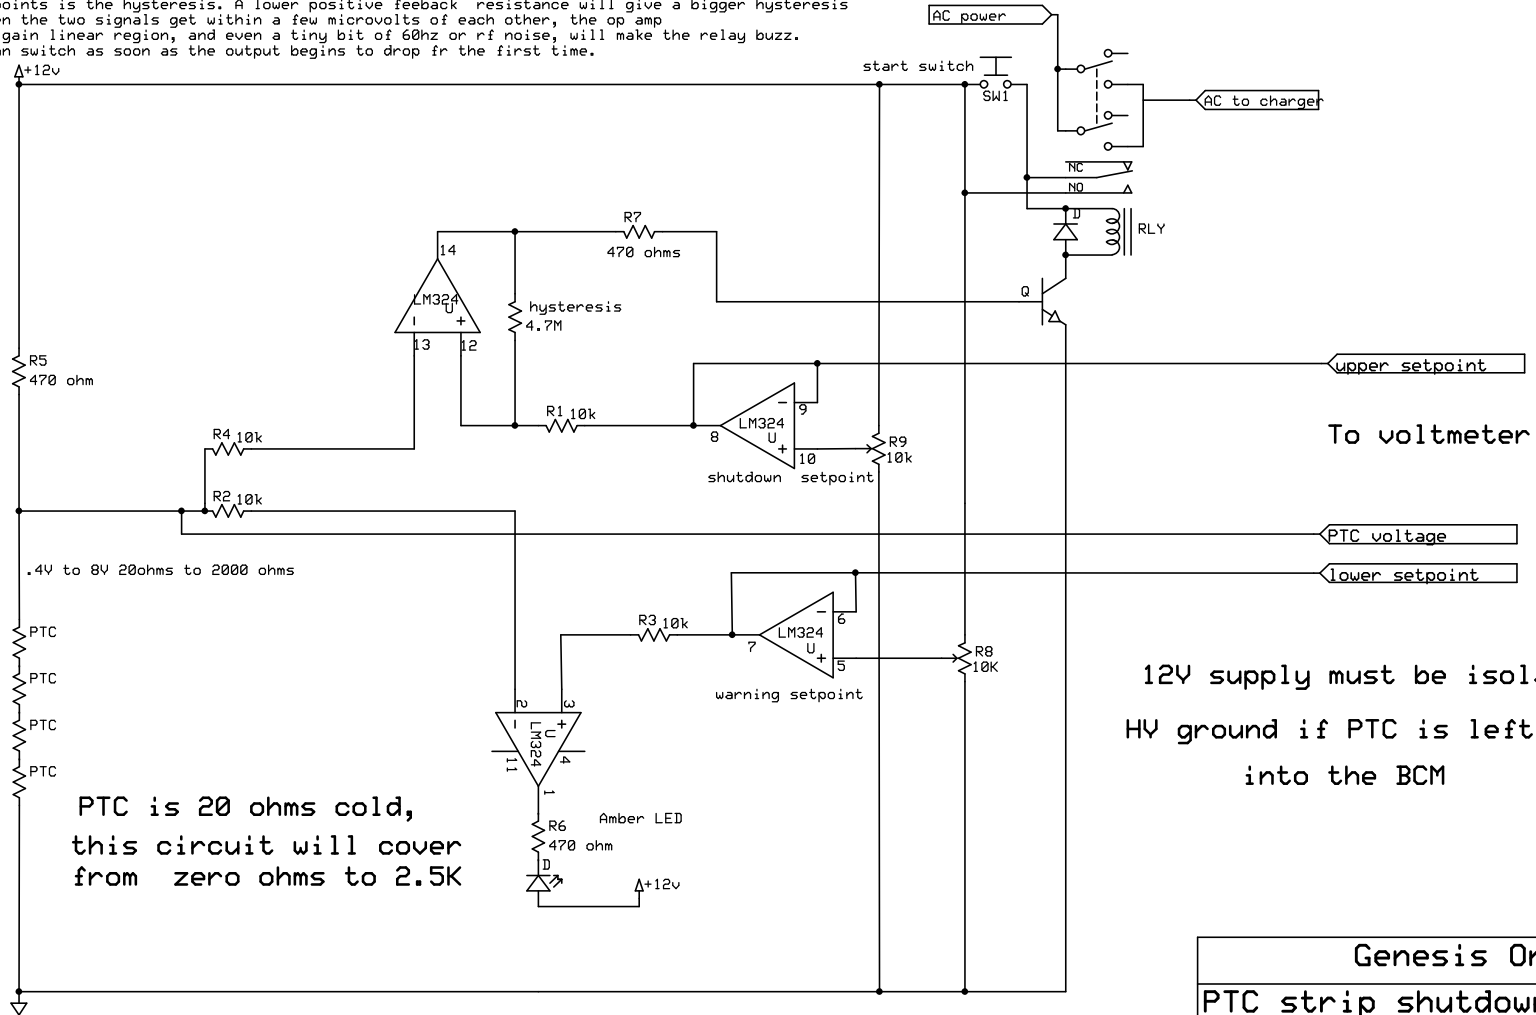 points is the hysteresis. A lower positive feeback resistance will give a bigger hysteresis
en the two signals get within a few microvolts of each other, the op amp
gain linear region, and even a tiny bit of 60hz or rf noise, will make the relay buzz.
an switch as soon as the output begins to drop fr the first time.
AC power
+12v
start switch
SW1
AC to charger
NC
NO
D
RLY
R7
470 ohms
14
LM324
U
- +
13 12
hysteresis
4.7M
Q
R5
470 ohm
upper setpoint
R4 10k
R1 10k
8
LM324
U
-
9
+
10
R9
10k
To voltmeter
shutdown setpoint
R2 10k
PTC voltage
.4V to 8V 20ohms to 2000 ohms
lower setpoint
PTC
PTC
PTC
PTC
R3 10k
7
LM324
U
-
6
+
5
R8
10K
warning setpoint
12V supply must be isol
HV ground if PTC is left
into the BCM
2 3
- +
U
LM324
11 4
1
R6
470 ohm
Amber LED
D
+12v
PTC is 20 ohms cold,
this circuit will cover
from zero ohms to 2.5K
Genesis On
PTC strip shutdown